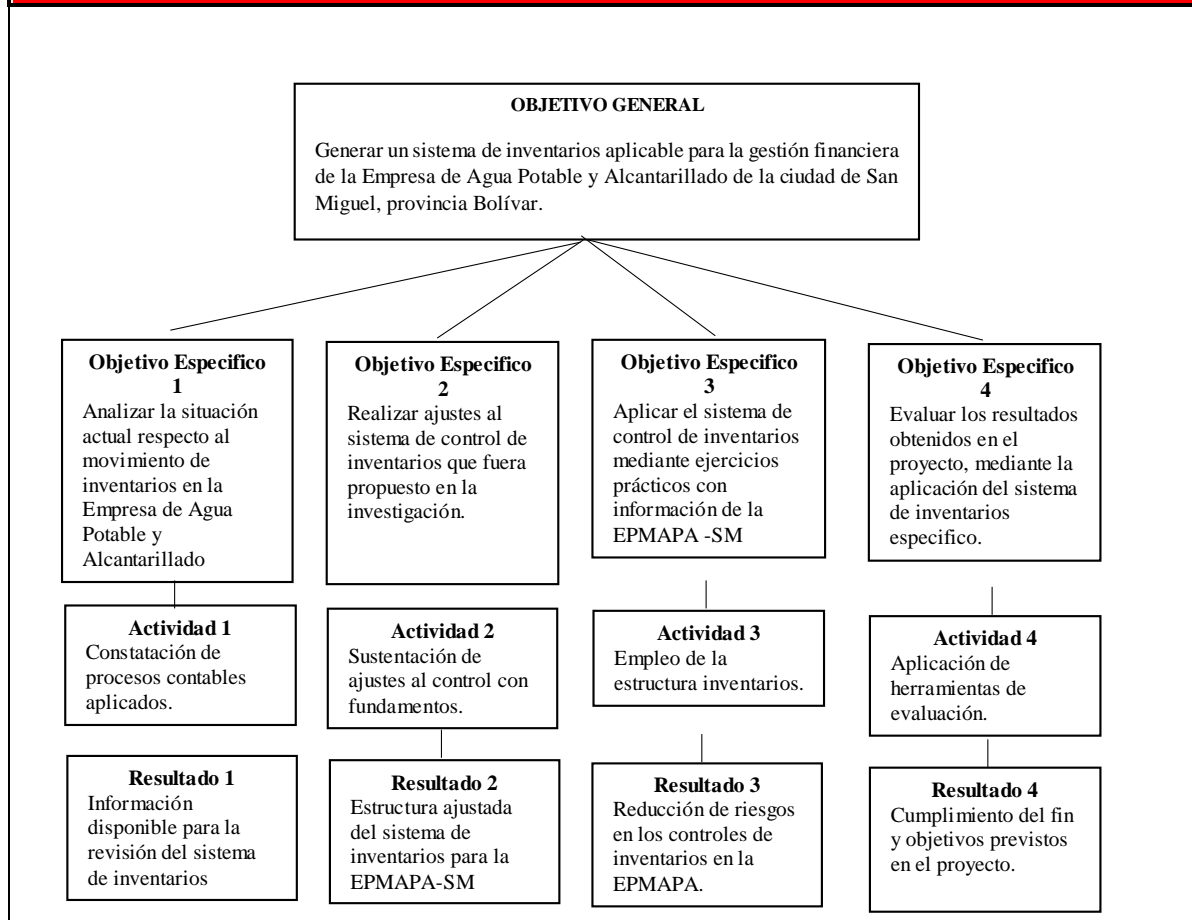 OBJETIVO GENERAL
Generar un sistema de inventarios aplicable para la gestión financiera
de la Empresa de Agua Potable y Alcantarillado de la ciudad de San
Miguel, provincia Bolívar.
Objetivo Especifico
1
Analizar la situación
actual respecto al
movimiento de
inventarios en la
Empresa de Agua
Potable y
Alcantarillado
Objetivo Especifico
2
Realizar ajustes al
sistema de control de
inventarios que fuera
propuesto en la
investigación.
Objetivo Especifico
3
Aplicar el sistema de
control de inventarios
mediante ejercicios
prácticos con
información de la
EPMAPA -SM
Objetivo Especifico
4
Evaluar los resultados
obtenidos en el
proyecto, mediante la
aplicación del sistema
de inventarios
especifico.
Actividad 1
Constatación de
procesos contables
aplicados.
Actividad 2
Sustentación de
ajustes al control con
fundamentos.
Actividad 3
Empleo de la
estructura inventarios.
Actividad 4
Aplicación de
herramientas de
evaluación.
Resultado 1
Información
disponible para la
revisión del sistema
de inventarios
Resultado 2
Estructura ajustada
del sistema de
inventarios para la
EPMAPA-SM
Resultado 3
Reducción de riesgos
en los controles de
inventarios en la
EPMAPA.
Resultado 4
Cumplimiento del fin
y objetivos previstos
en el proyecto.